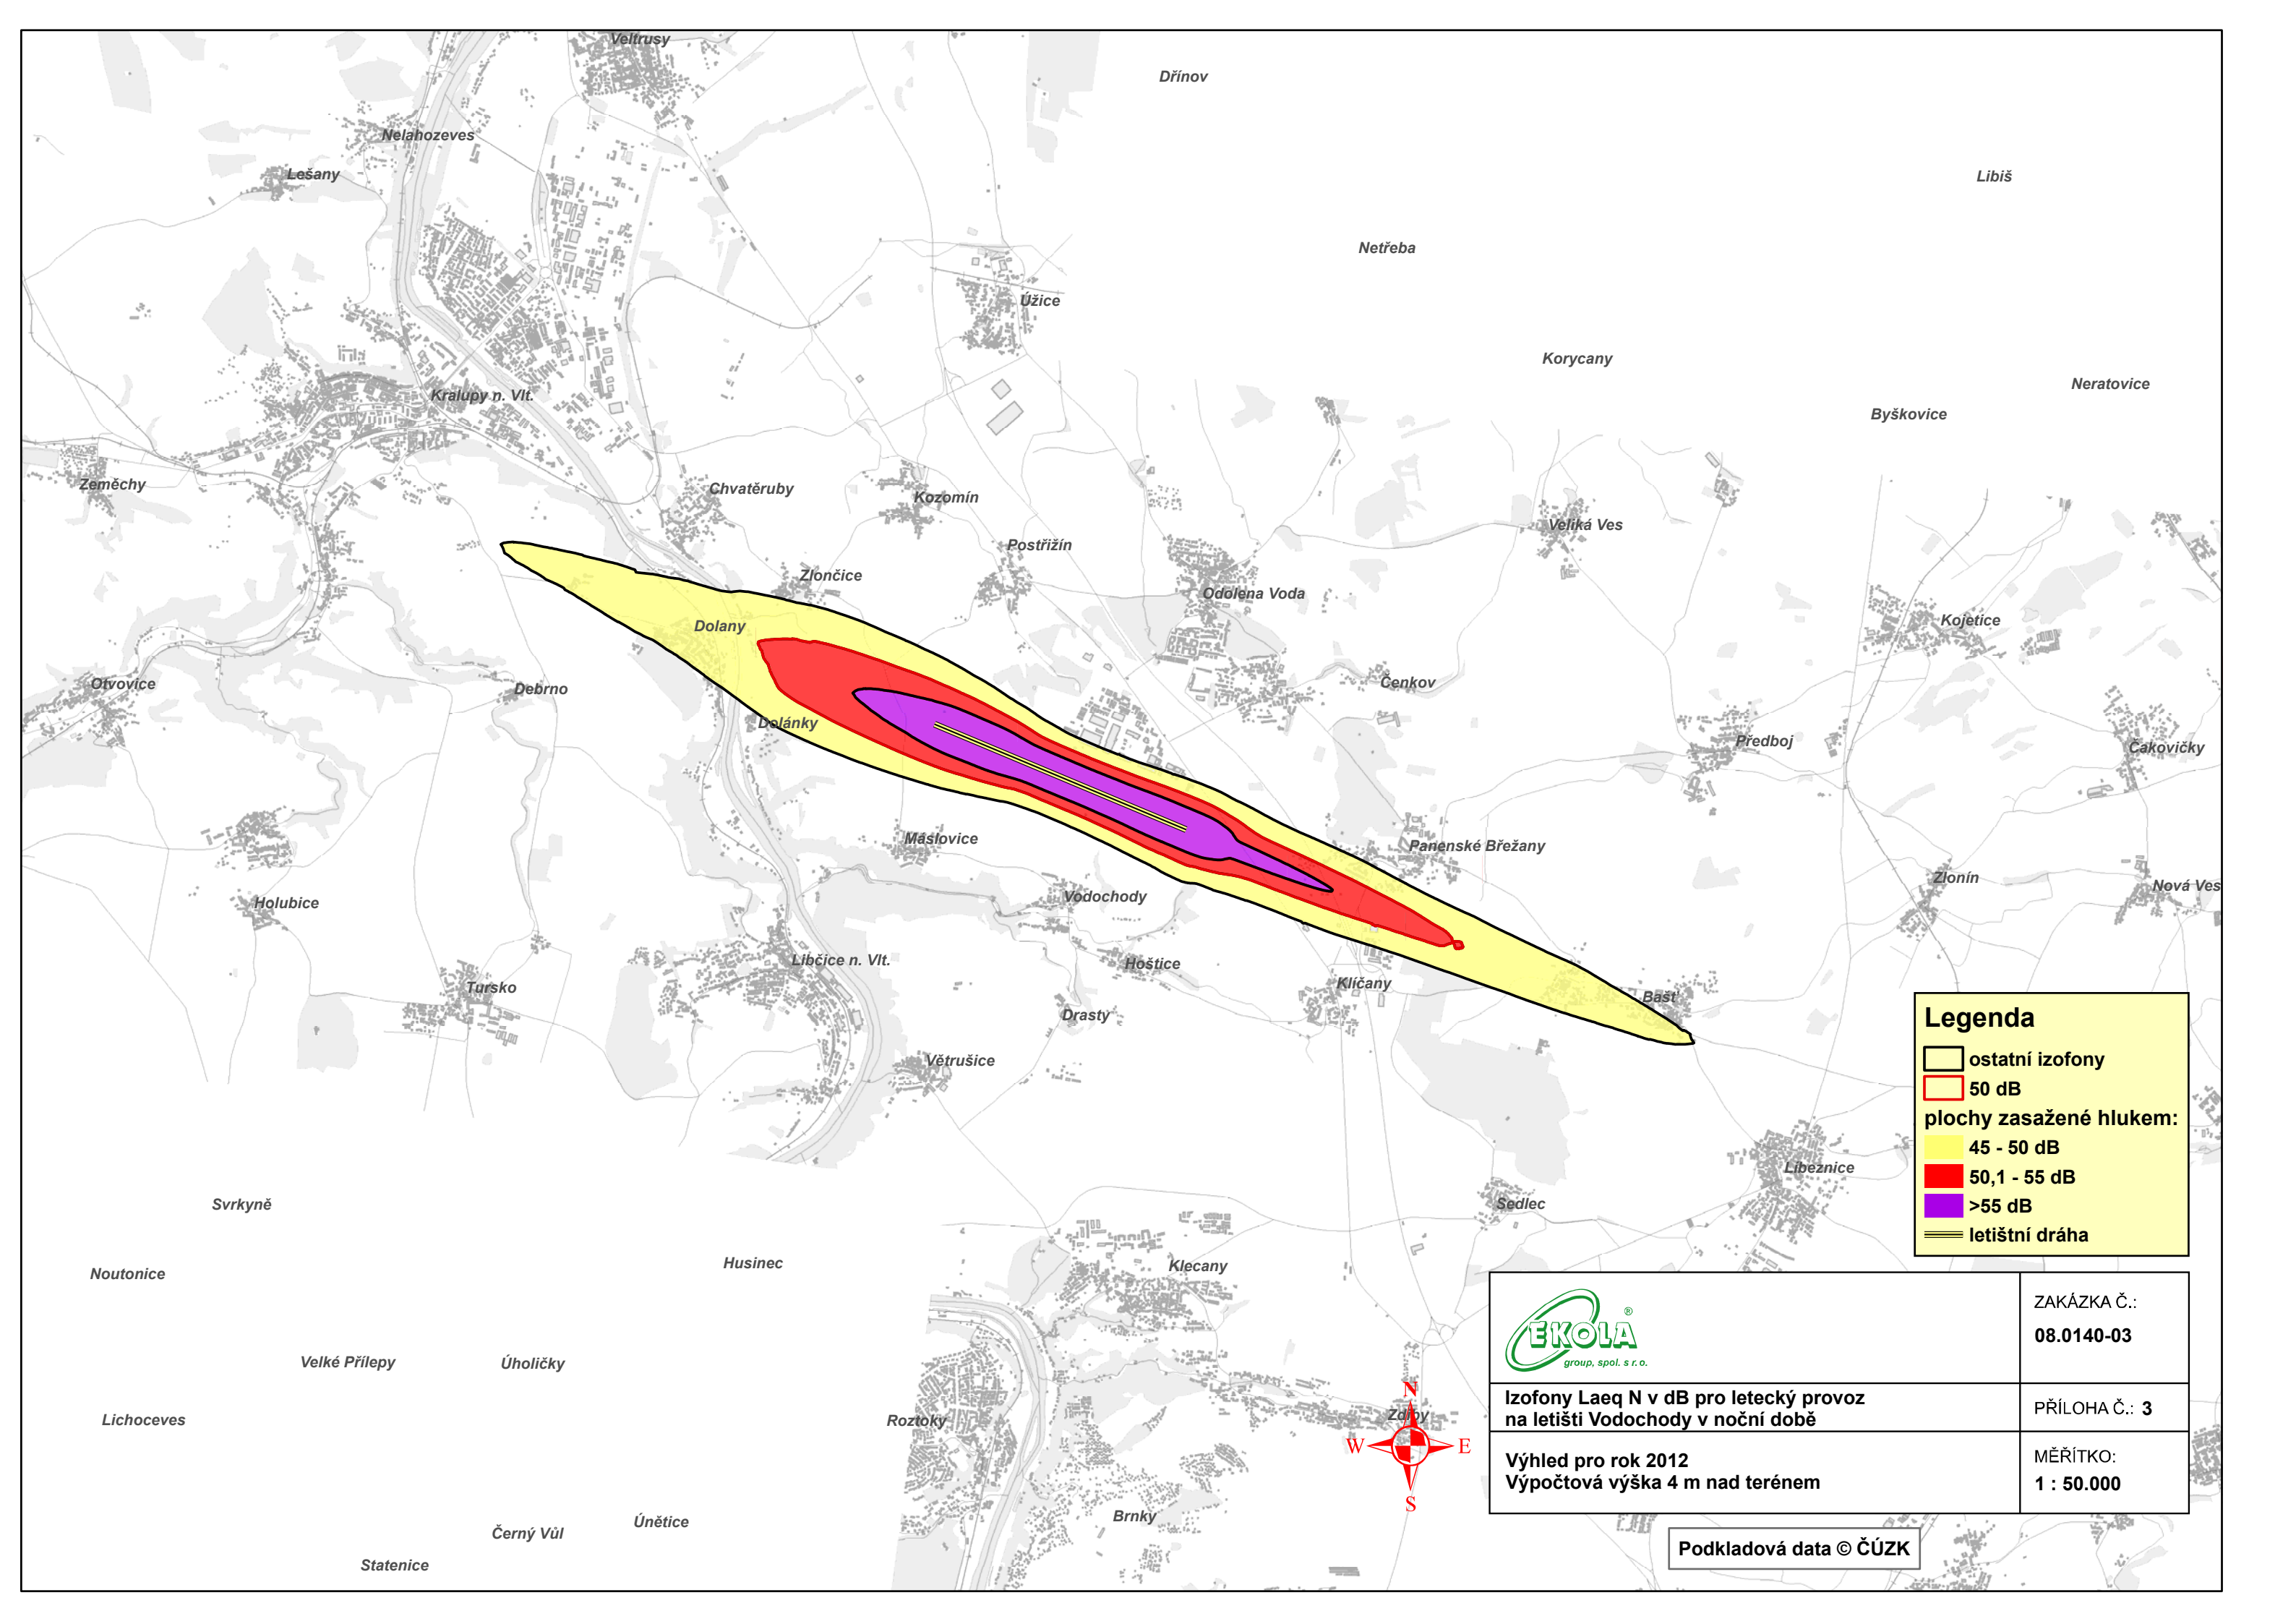 Veltrusy
Dřínov
Nelahozeves
Lešany
Libiš
Netřeba
Úžice
Korycany
Neratovice
Kralupy n. Vlt.
Byškovice
Zeměchy
Chvatěruby
Kozomín
Veliká Ves
Postřižín
Zlončice
Odolena Voda
Kojetice
Dolany
Otvovice
Debrno
Čenkov
Dolánky
Předboj
Čakovičky
Máslovice
Panenské Břežany
Zlonín
Nová Ves
Vodochody
Holubice
Libčice n. Vlt.
Hoštice
Klíčany
Tursko
Bašť
Drasty
Větrušice
Líbeznice
Svrkyně
Sedlec
Husinec
Klecany
Noutonice
Velké Přílepy
Úholičky
Lichoceves
Roztoky
Zdiby
Brnky
Únětice
Černý Vůl
Statenice
Legenda
ostatní izofony
50 dB
plochy zasažené hlukem:
45 - 50 dB
50,1 - 55 dB
>55 dB
letištní dráha
N
W
E
S
EKOLA ®
group, spol. s r. o.
ZAKÁZKA Č.:
08.0140-03
Izofony Laeq N v dB pro letecký provoz
na letišti Vodochody v noční době
PŘÍLOHA Č.: 3
Výhled pro rok 2012
Výpočtová výška 4 m nad terénem
MĚŘÍTKO:
1 : 50.000
Podkladová data © ČÚZK